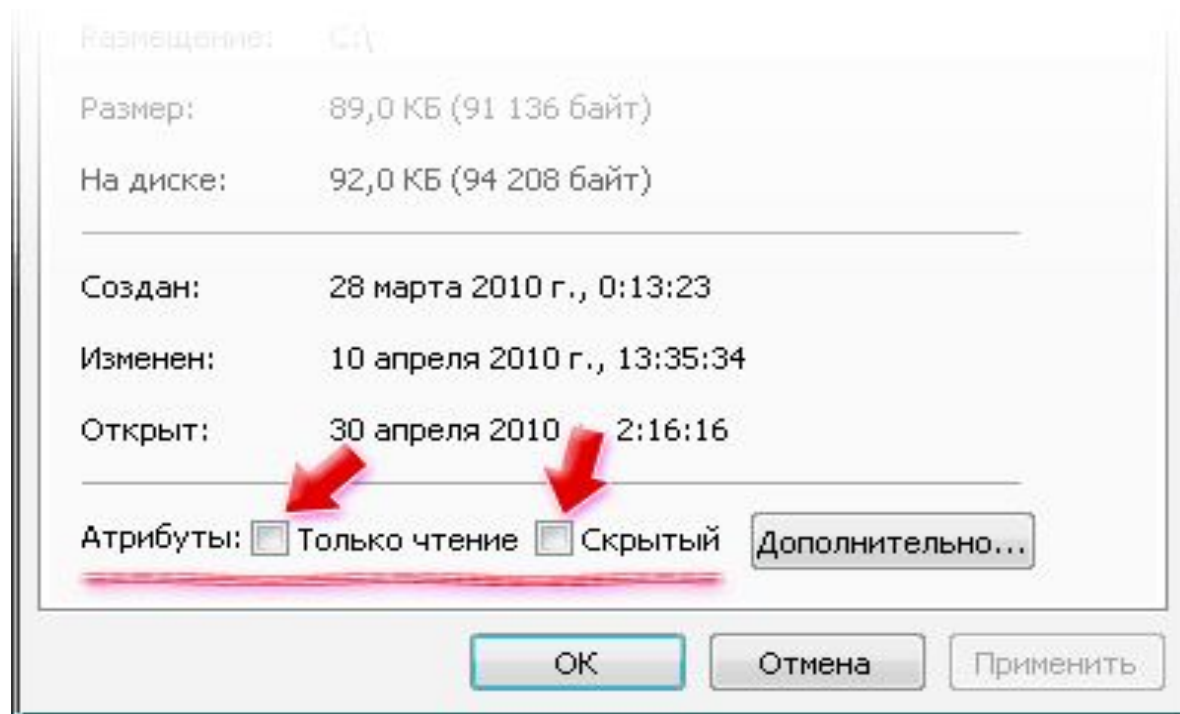 Размещение: C:\
Размер: 89,0 КБ (91 136 байт)
На диске: 92,0 КБ (94 208 байт)
Создан: 28 марта 2010 г., 0:13:23
Изменен: 10 апреля 2010 г., 13:35:34
Открыт: 30 апреля 2010 2:16:16
Атрибуты: Только чтение Скрытый Дополнительно...
ОК Отмена Применить